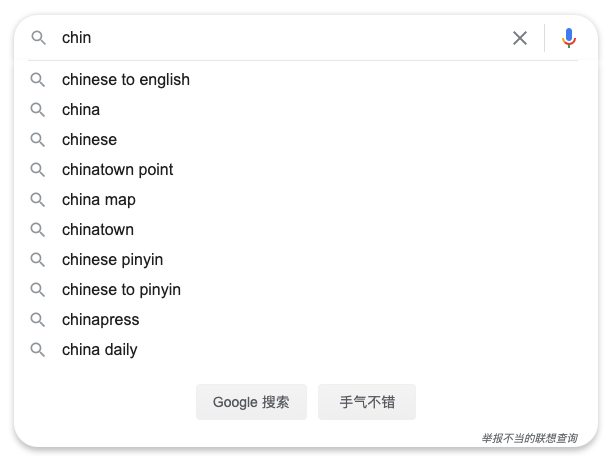 chin
chinese to english
china
chinese
chinatown point
china map
chinatown
chinese pinyin
chinese to pinyin
chinapress
china daily
Google 搜索 手气不错
举报不当的联想查询